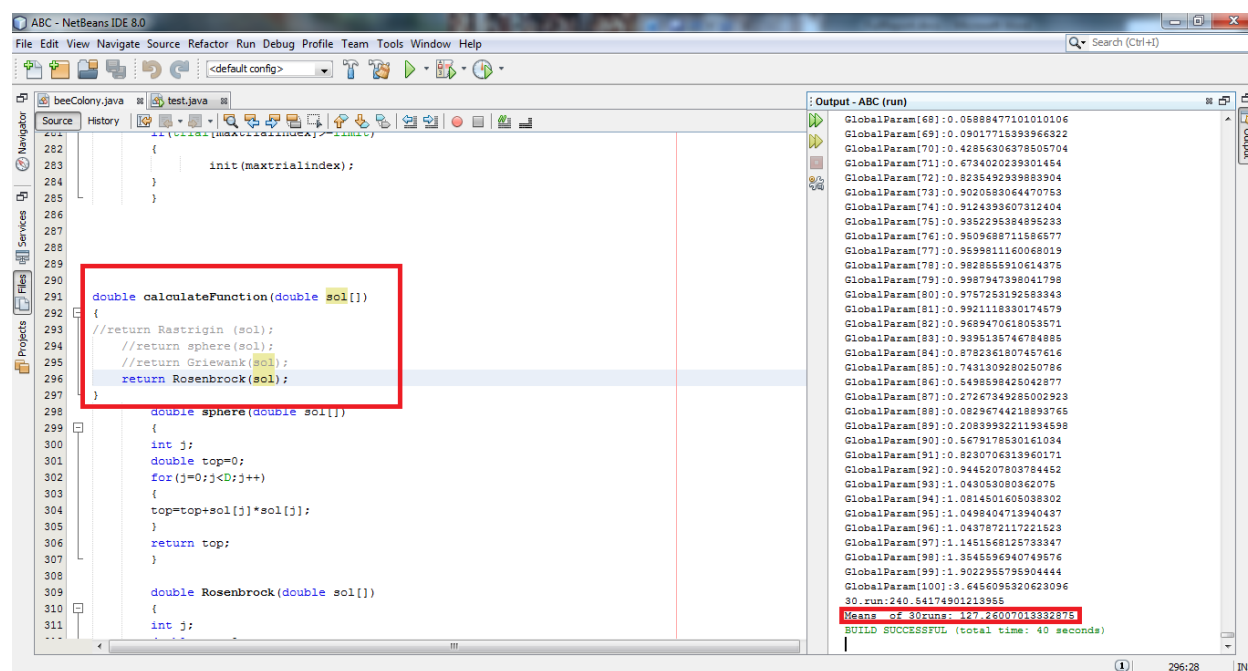 ABC - NetBeans IDE 8.0
File Edit View Navigate Source Refactor Run Debug Profile Team Tools Window Help
Search (Ctrl+I)
<default config>
beeColony.java
test.java
Source
History
Navigator
Services
Files
Projects
281 if(trial[maxtrialindex]>=limit)
282 {
283 init(maxtrialindex);
284 }
285 }
286
287
288
289
290
291 double calculateFunction(double sol[])
292 {
293 //return Rastrigin (sol);
294 //return sphere(sol);
295 //return Griewank(sol);
296 return Rosenbrock(sol);
297 }
298 double sphere(double sol[])
299 {
300 int j;
301 double top=0;
302 for(j=0;j<D;j++)
303 {
304 top=top+sol[j]*sol[j];
305 }
306 return top;
307 }
308
309 double Rosenbrock(double sol[])
310 {
311 int j;
Output - ABC (run)
Output
GlobalParam[68]:0.05888477101010106
GlobalParam[69]:0.09017715393966322
GlobalParam[70]:0.42856306378505704
GlobalParam[71]:0.6734020239301454
GlobalParam[72]:0.8235492939883904
GlobalParam[73]:0.9020583064470753
GlobalParam[74]:0.9124393607312404
GlobalParam[75]:0.9352295384895233
GlobalParam[76]:0.9509688711586577
GlobalParam[77]:0.9599811160068019
GlobalParam[78]:0.9828555910614375
GlobalParam[79]:0.9987947398041798
GlobalParam[80]:0.9757253192583343
GlobalParam[81]:0.9921118330174579
GlobalParam[82]:0.9689470618053571
GlobalParam[83]:0.9395135746784885
GlobalParam[84]:0.8782361807457616
GlobalParam[85]:0.7431309280250786
GlobalParam[86]:0.5498598425042877
GlobalParam[87]:0.27267349285002923
GlobalParam[88]:0.08296744218893765
GlobalParam[89]:0.20839932211934598
GlobalParam[90]:0.5679178530161034
GlobalParam[91]:0.8230706313960171
GlobalParam[92]:0.9445207803784452
GlobalParam[93]:1.043053080362075
GlobalParam[94]:1.0814501605038302
GlobalParam[95]:1.0498404713940437
GlobalParam[96]:1.0437872117221523
GlobalParam[97]:1.1451568125733347
GlobalParam[98]:1.3545596940749576
GlobalParam[99]:1.9022955795904444
GlobalParam[100]:3.6456095320623096
30.run:240.54174901213955
Means of 30runs: 127.26007013332875
BUILD SUCCESSFUL (total time: 40 seconds)
1
296:28
IN